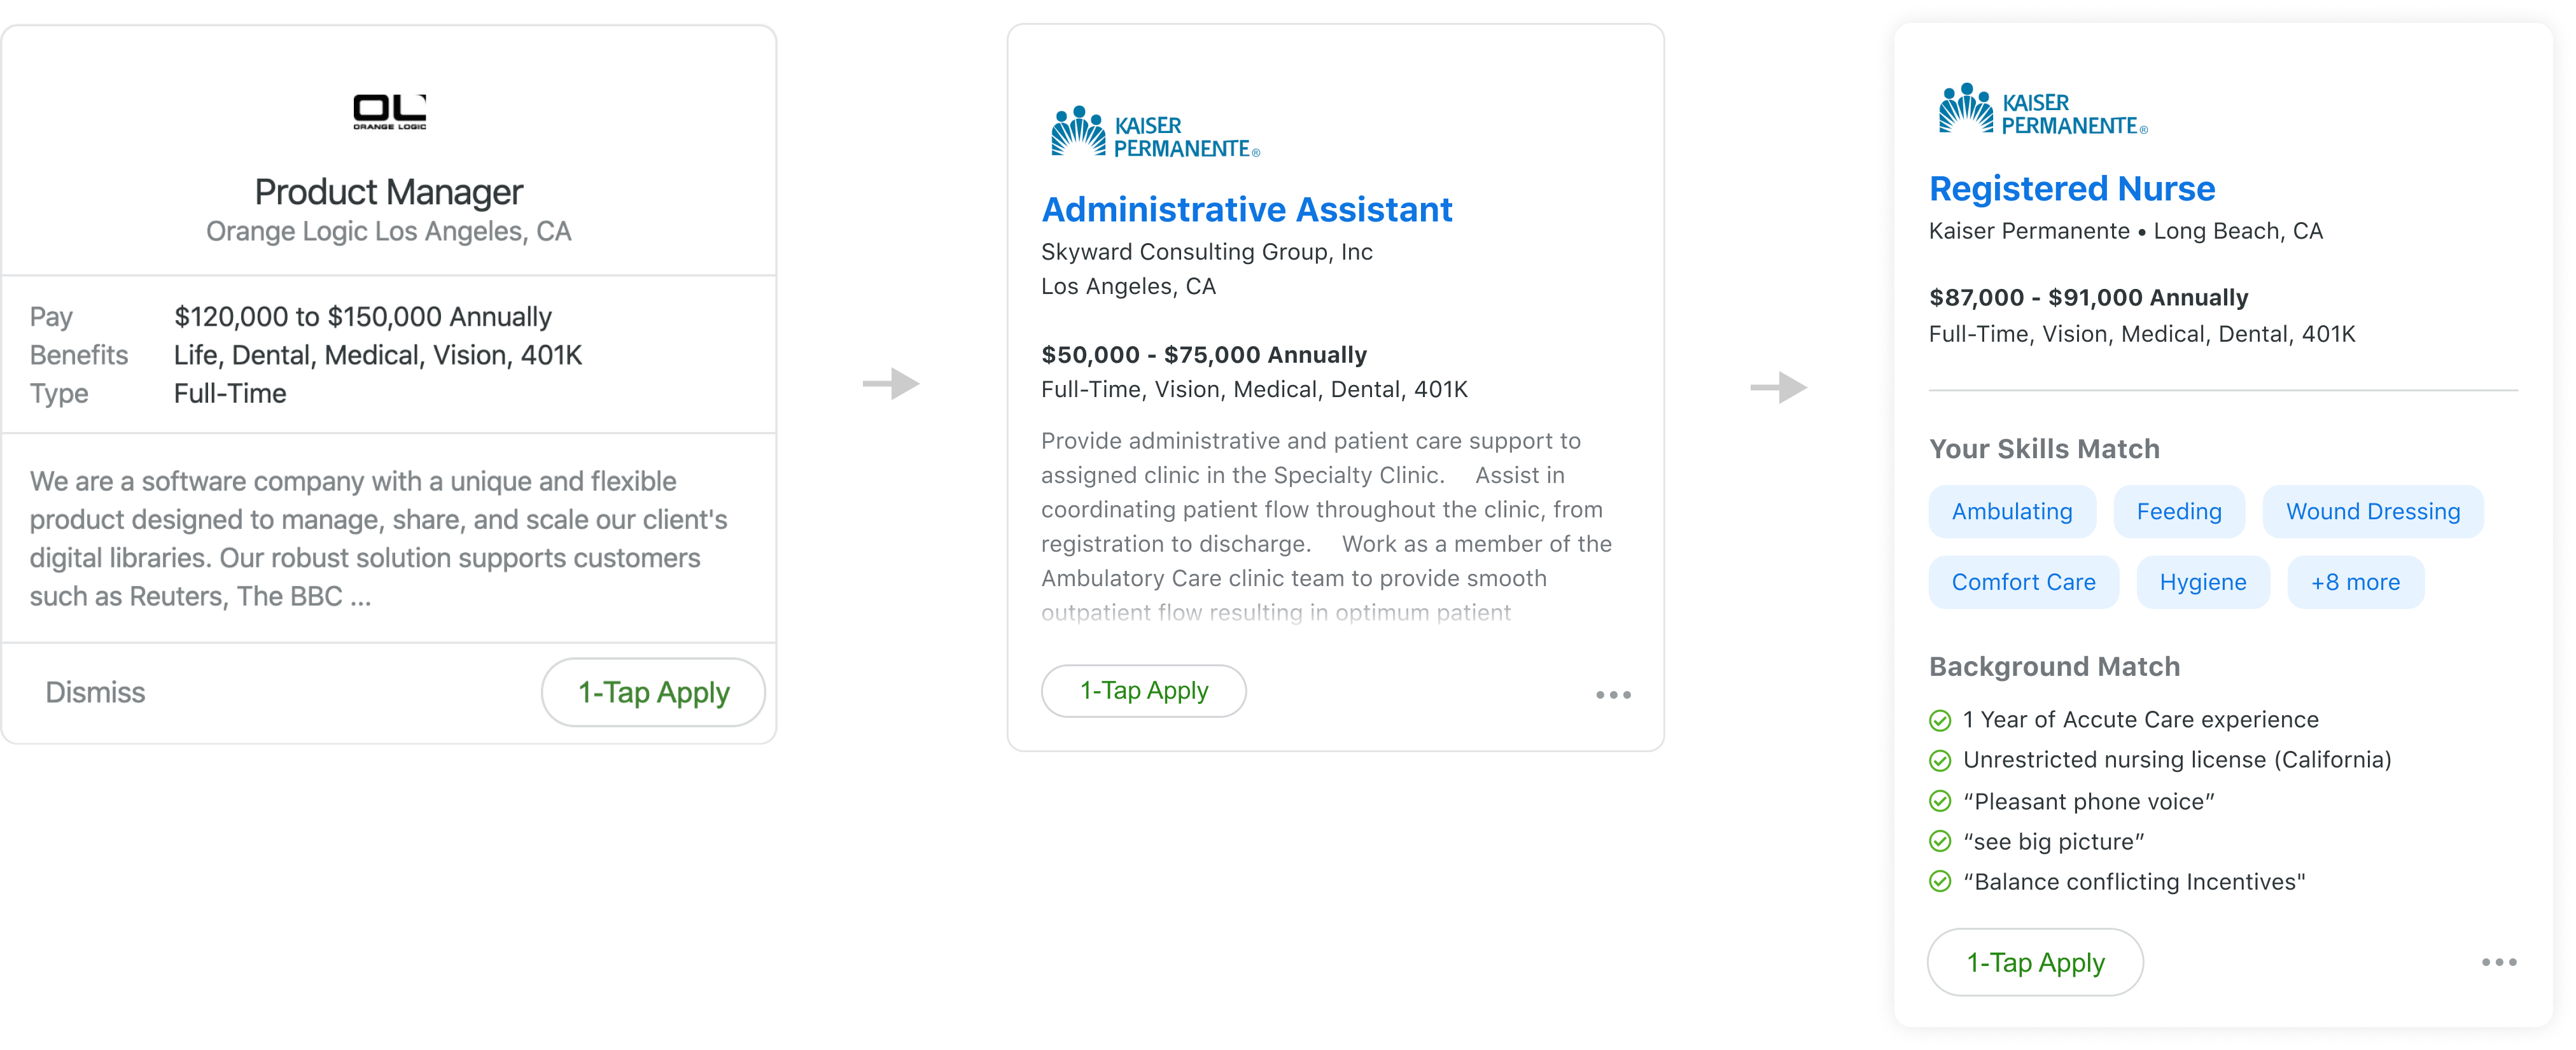 OL
ORANGE LOGIC
Product Manager
Orange Logic Los Angeles, CA
Pay $120,000 to $150,000 Annually
Benefits Life, Dental, Medical, Vision, 401K
Type Full-Time
We are a software company with a unique and flexible
product designed to manage, share, and scale our client's
digital libraries. Our robust solution supports customers
such as Reuters, The BBC ...
Dismiss 1-Tap Apply
KAISER
PERMANENTE®
Administrative Assistant
Skyward Consulting Group, Inc
Los Angeles, CA
$50,000 - $75,000 Annually
Full-Time, Vision, Medical, Dental, 401K
Provide administrative and patient care support to
assigned clinic in the Specialty Clinic. Assist in
coordinating patient flow throughout the clinic, from
registration to discharge. Work as a member of the
Ambulatory Care clinic team to provide smooth
outpatient flow resulting in optimum patient
1-Tap Apply
KAISER
PERMANENTE®
Registered Nurse
Kaiser Permanente • Long Beach, CA
$87,000 - $91,000 Annually
Full-Time, Vision, Medical, Dental, 401K
Your Skills Match
Ambulating Feeding Wound Dressing
Comfort Care Hygiene +8 more
Background Match
1 Year of Accute Care experience
Unrestricted nursing license (California)
“Pleasant phone voice”
“see big picture”
“Balance conflicting Incentives"
1-Tap Apply